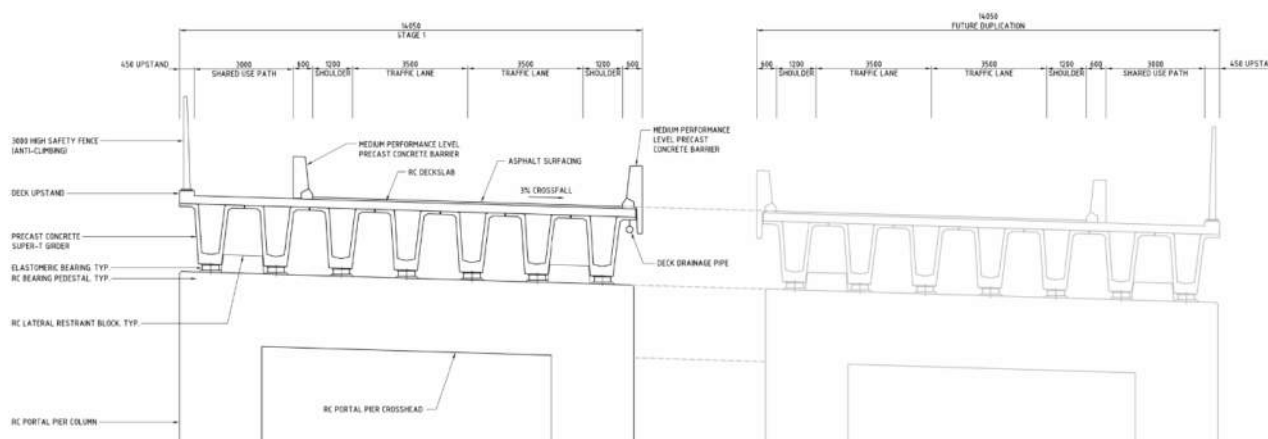 14050
STAGE 1
14050
FUTURE DUPLICATION
450 UPSTAND
3000
SHARED USE PATH
600
1200
SHOULDER
3500
TRAFFIC LANE
3500
TRAFFIC LANE
1200
SHOULDER
600
600
1200
SHOULDER
3500
TRAFFIC LANE
3500
TRAFFIC LANE
1200
SHOULDER
600
3000
SHARED USE PATH
450 UPSTA
3000 HIGH SAFETY FENCE
(ANTI-CLIMBING)
MEDIUM PERFORMANCE LEVEL
PRECAST CONCRETE BARRIER
RC DECKSLAB
ASPHALT SURFACING
MEDIUM PERFORMANCE
LEVEL PRECAST
CONCRETE BARRIER
DECK UPSTAND
3% CROSSFALL
PRECAST CONCRETE
SUPER-T GIRDER
ELASTOMERIC BEARING. TYP.
RC BEARING PEDESTAL. TYP.
DECK DRAINAGE PIPE
RC LATERAL RESTRAINT BLOCK. TYP.
RC PORTAL PIER CROSSHEAD
RC PORTAL PIER COLUMN